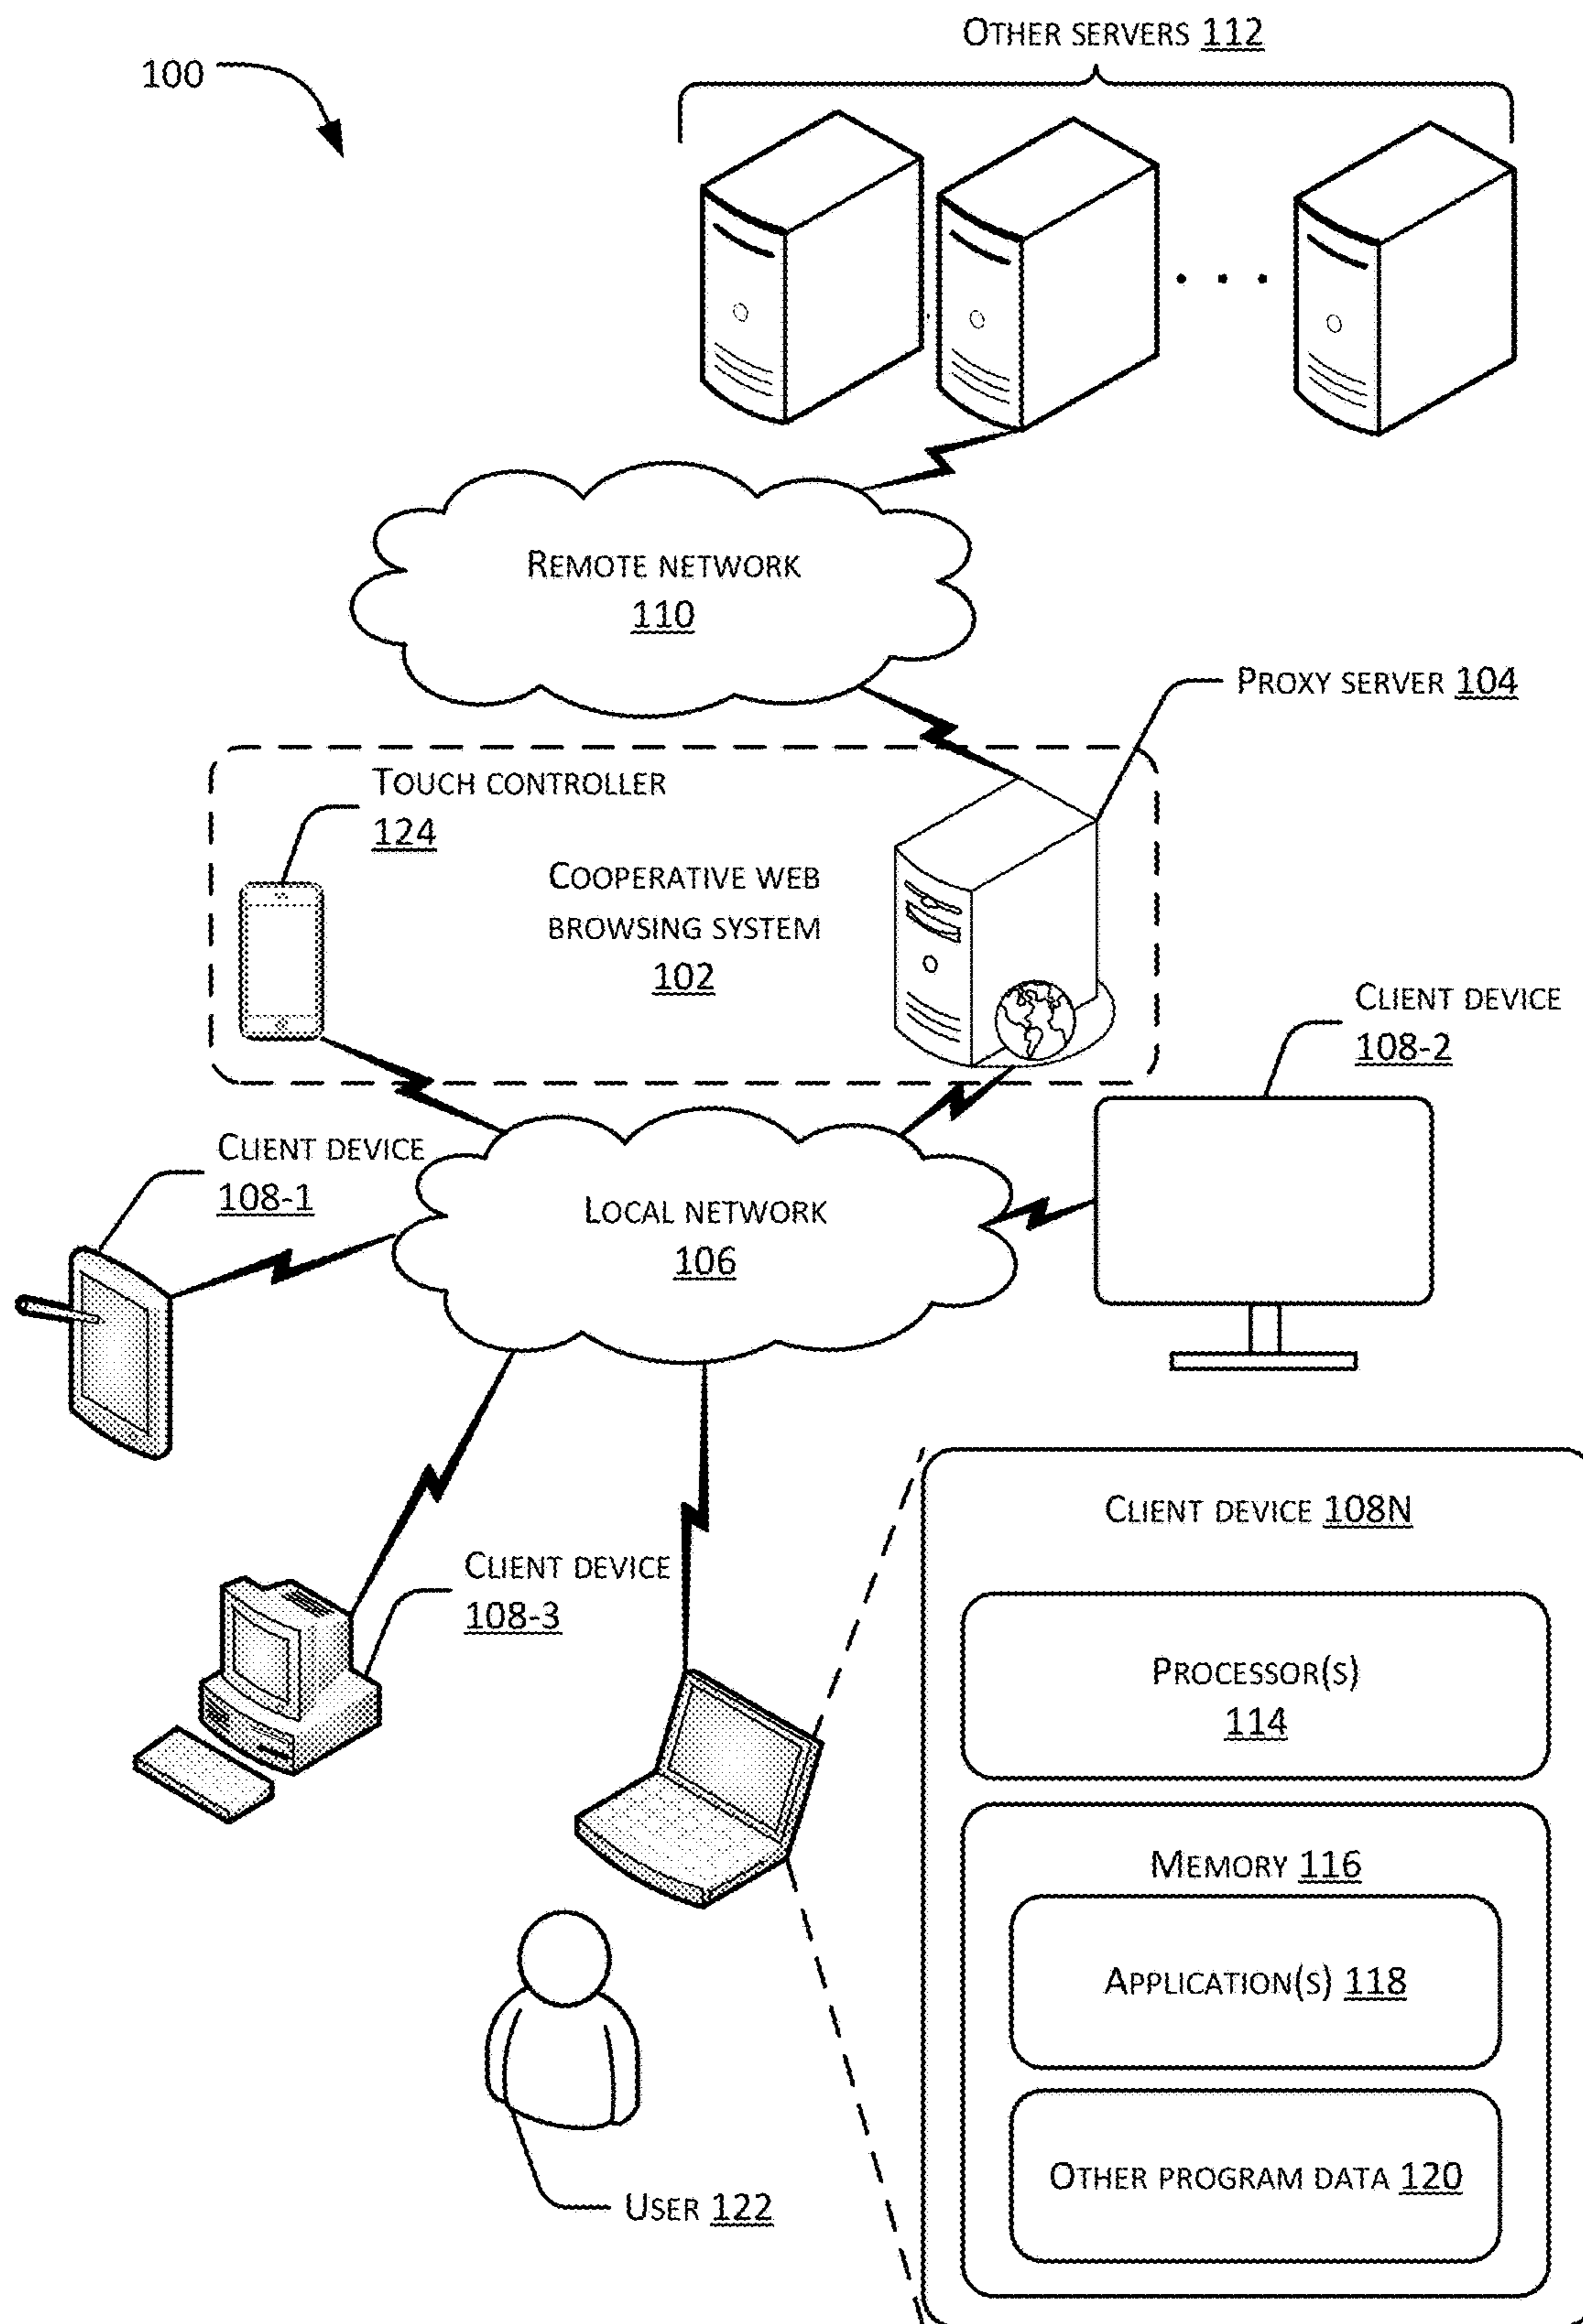 OTHER SERVERS 112
100
REMOTE NETWORK
110
PROXY SERVER 104
TOUCH CONTROLLER
124
COOPERATIVE WEB
BROWSING SYSTEM
102
CLIENT DEVICE
108-2
CLIENT DEVICE
108-1
LOCAL NETWORK
106
CLIENT DEVICE 108N
CLIENT DEVICE
108-3
PROCESSOR(S)
114
MEMORY 116
APPLICATION(S) 118
OTHER PROGRAM DATA 120
USER 122